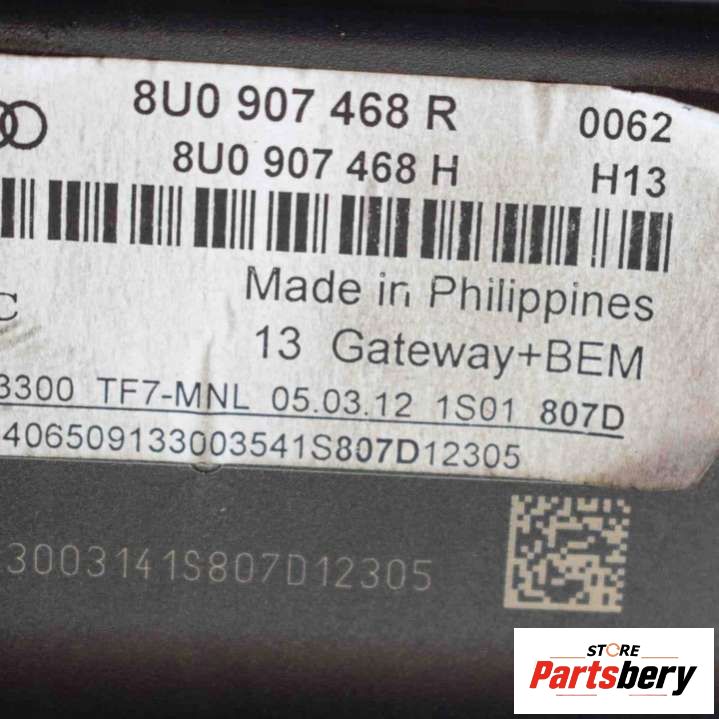 8U0 907 468 R 0062
8U0 907 468 H H13
Made in Philippines
C
13 Gateway+BEM
3300 TF7-MNL 05.03.12 1S01 807D
406509133003541S807D12305
3003141S807D12305
STORE
Partsbery